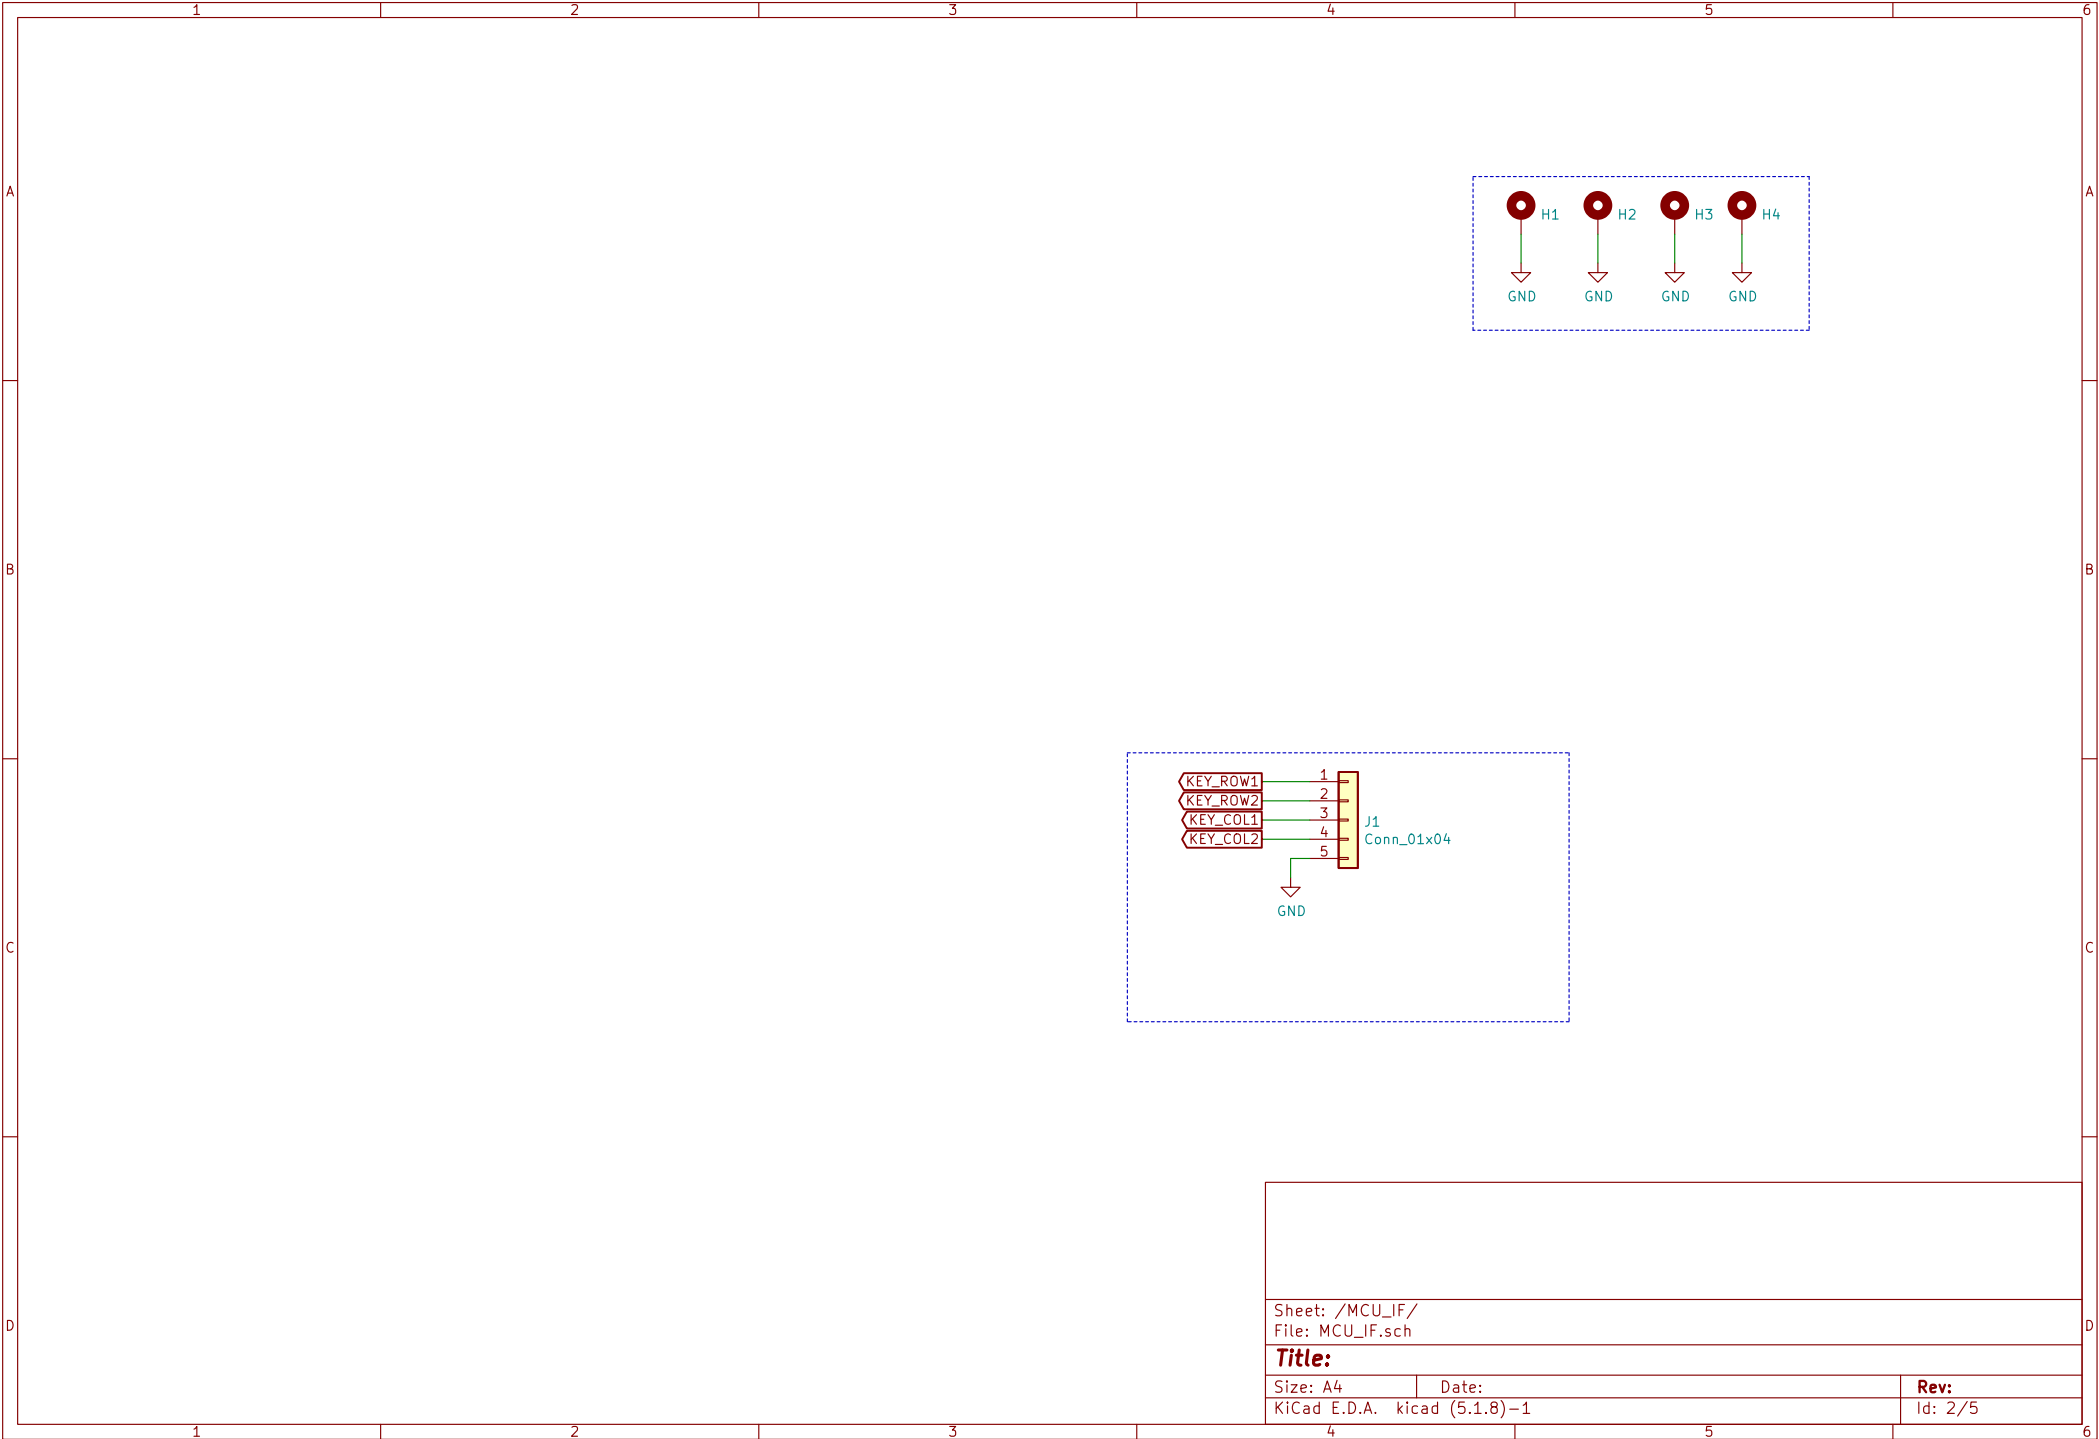 1 2 3 4 5 6
A A
H1 H2 H3 H4
GND GND GND GND
B B
KEY_ROW1 1
KEY_ROW2 2
KEY_COL1 3
J1
KEY_COL2 4
Conn_01x04
5
GND
C C
Sheet: /MCU_IF/
D D
File: MCU_IF.sch
Title:
Size: A4 Date: Rev:
KiCad E.D.A. kicad (5.1.8)-1 Id: 2/5
1 2 3 4 5 6